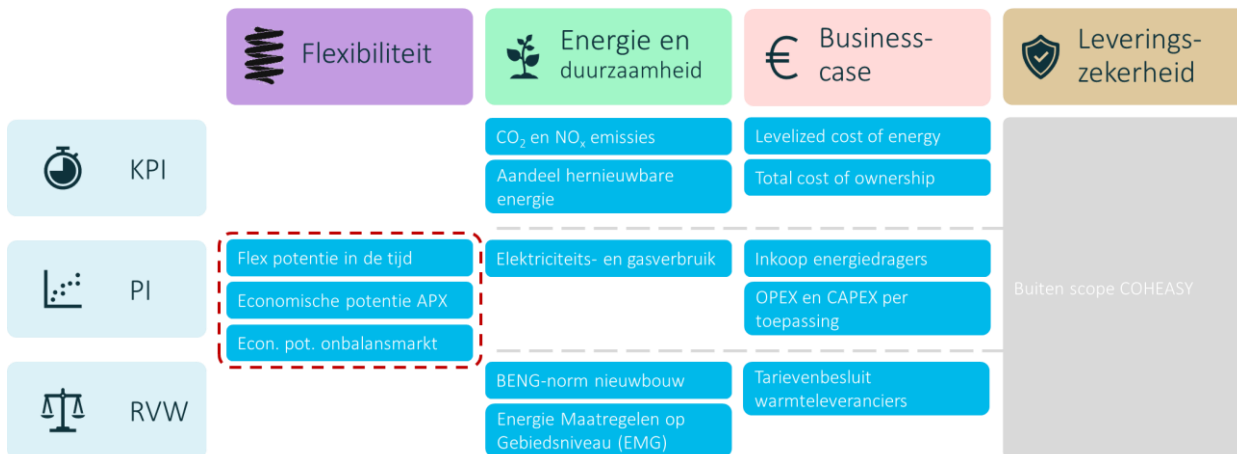 Flexibiliteit
Energie en
duurzaamheid
Business-
case
Leverings-
zekerheid
KPI
CO₂ en NOₓ emissies
Aandeel hernieuwbare
energie
Levelized cost of energy
Total cost of ownership
PI
Flex potentie in de tijd
Economische potentie APX
Econ. pot. onbalansmarkt
Elektriciteits- en gasverbruik
Inkoop energiedragers
OPEX en CAPEX per
toepassing
Buiten scope COHEASY
RVW
BENG-norm nieuwbouw
Energie Maatregelen op
Gebiedsniveau (EMG)
Tarievenbesluit
warmteleveranciers